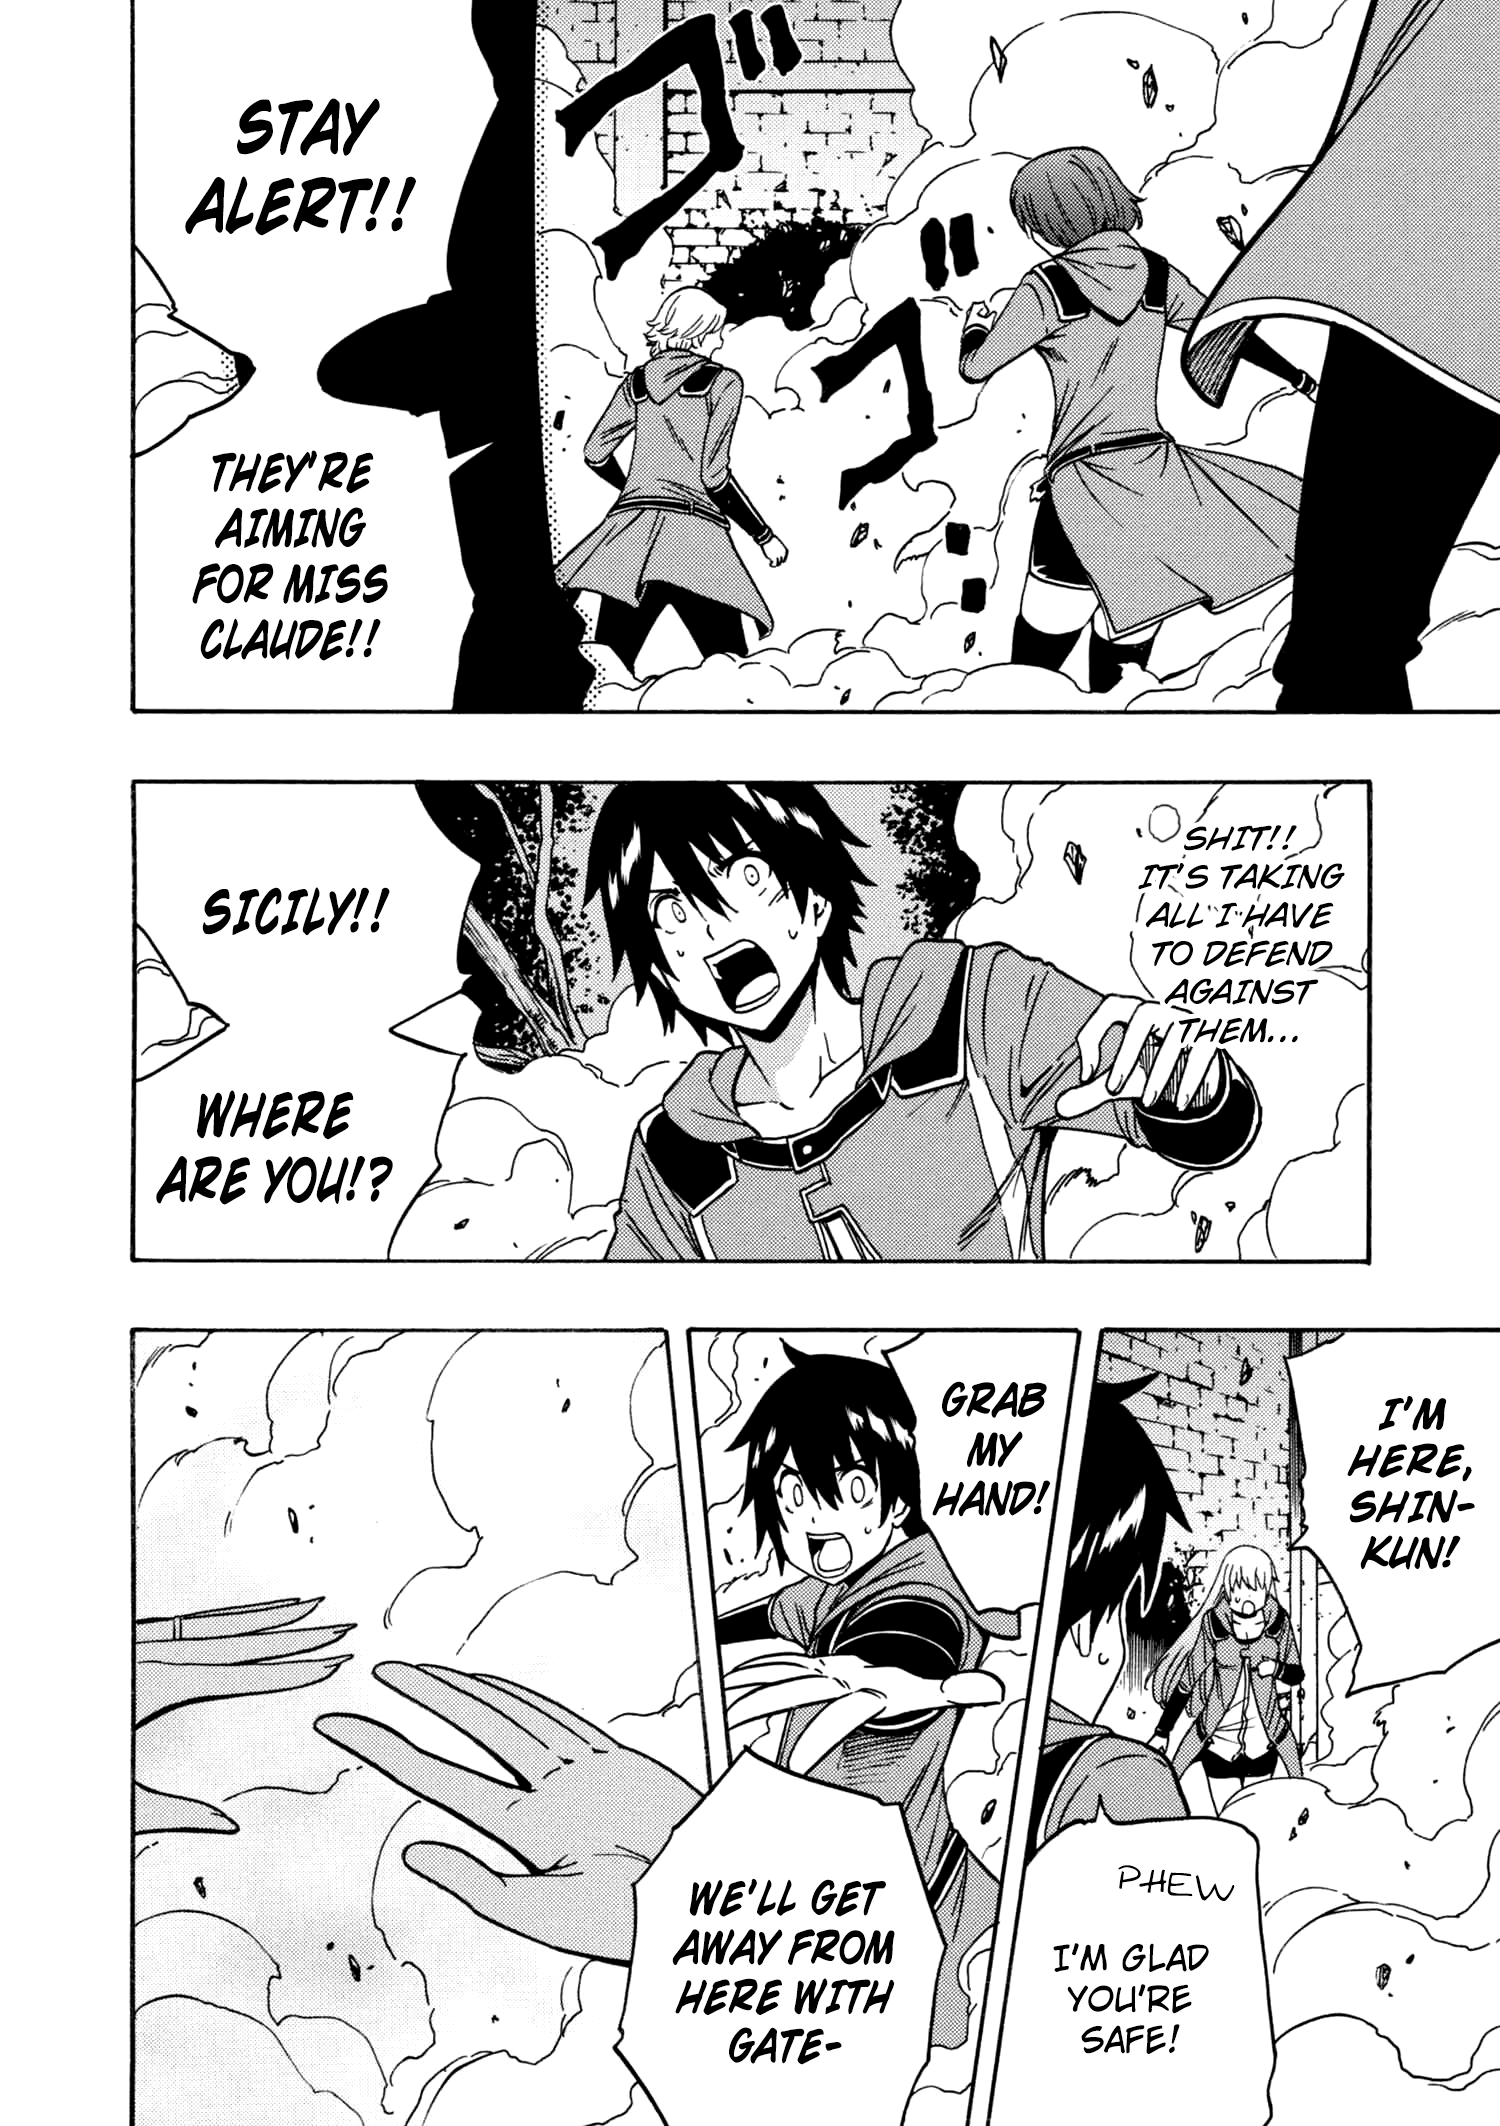 ゴゴ
STAY
ALERT!!
THEY'RE
AIMING
FOR MISS
CLAUDE!!
SHIT!!
IT'S TAKING
ALL I HAVE
TO DEFEND
AGAINST
THEM...
SICILY!!
WHERE
ARE YOU!?
I'M
HERE,
SHIN-
KUN!
PHEW
I'M GLAD
YOU'RE
SAFE!
GRAB
MY
HAND!
WE'LL GET
AWAY FROM
HERE WITH
GATE-